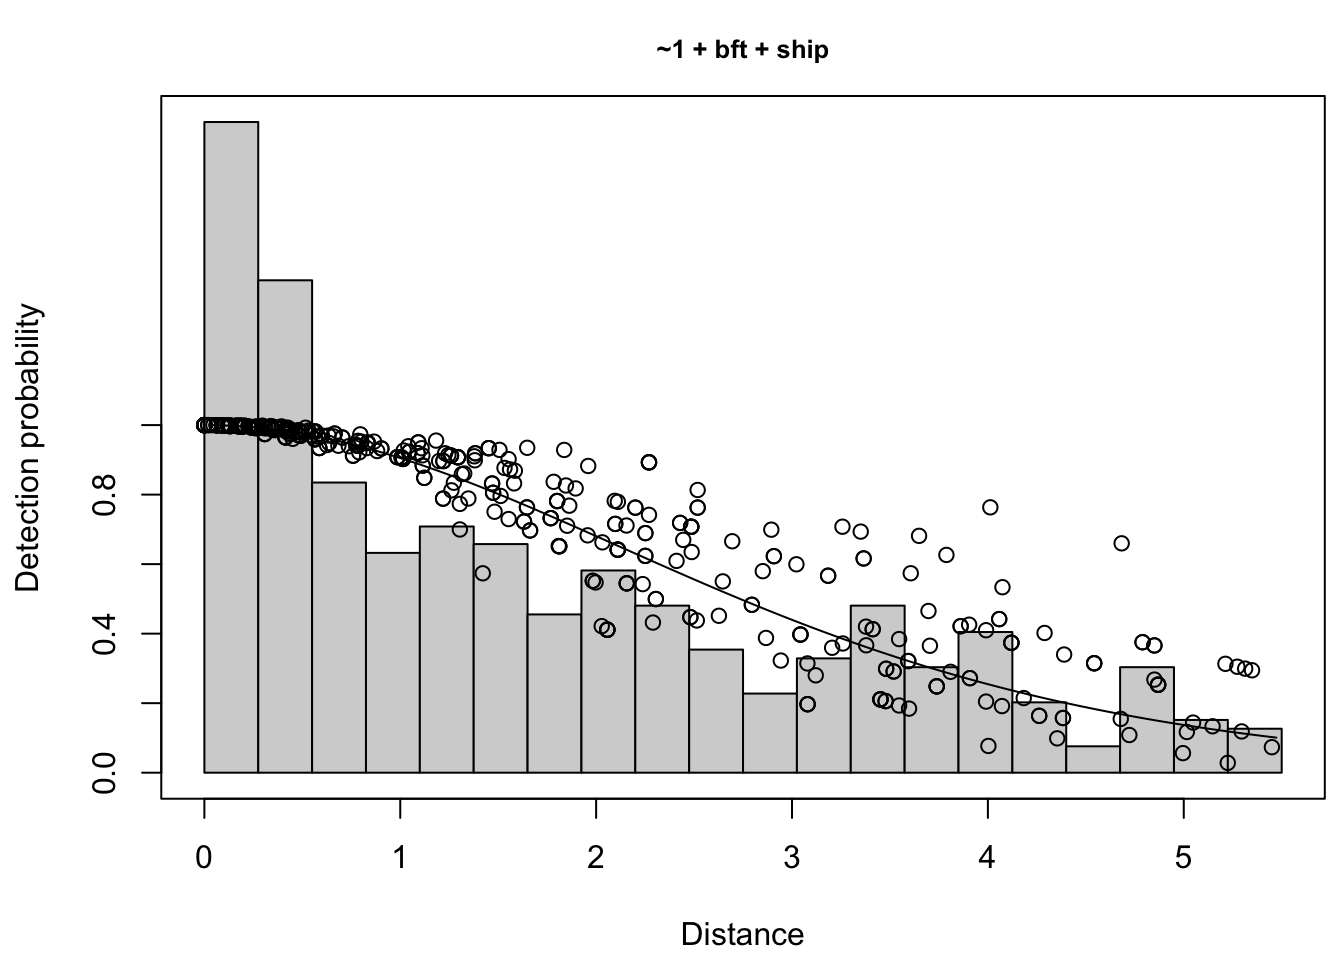 ~1 + bft + ship
Detection probability
0.8
0.4
0.0
0 1 2 3 4 5
Distance